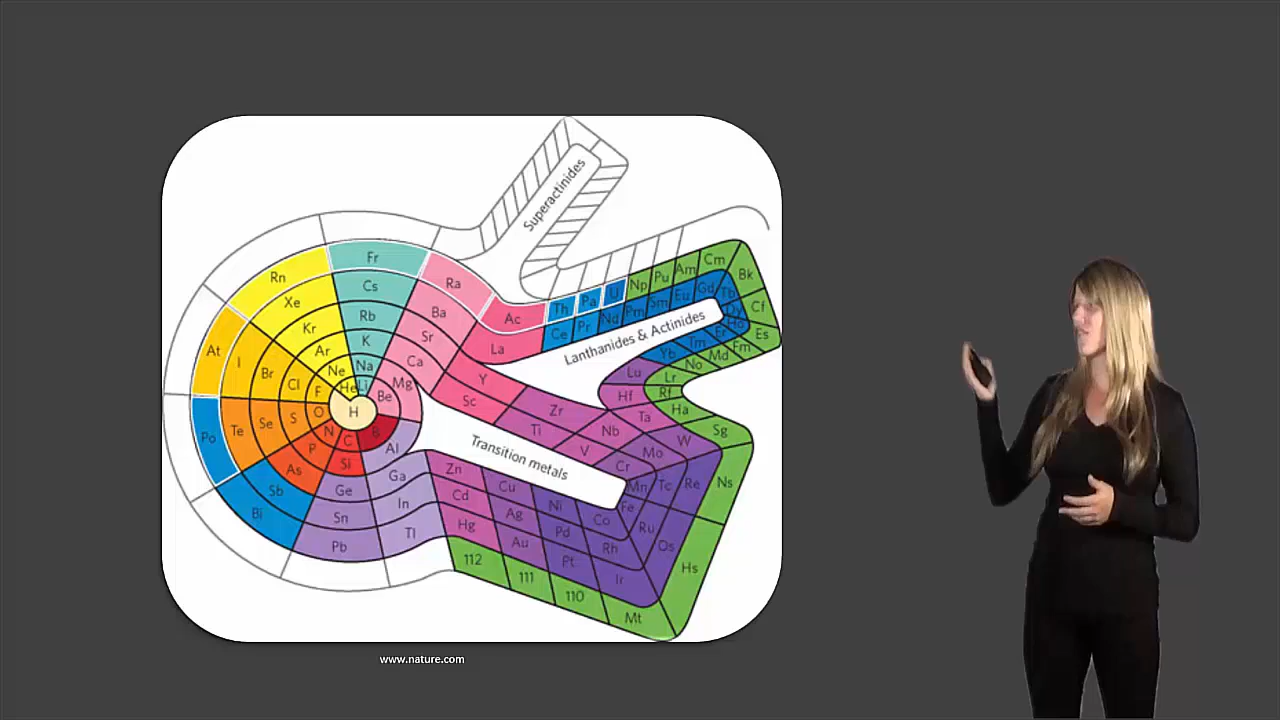 Superactinides
Fr
Rn
Ra
Cs
Xe
Ba
Ac
Rb
Kr
Sr
La
At
I
Br
Cl
F
Ar
Ne
He
K
Na
Li
Ca
Mg
Be
H
Th
Pa
U
Np
Pu
Am
Cm
Bk
Cf
Es
Fm
Md
No
Lr
Rf
Ha
Sg
Ns
Hs
Mt
110
111
112
Ce
Pr
Nd
Pm
Sm
Eu
Gd
Tb
Dy
Ho
Er
Tm
Yb
Lanthanides & Actinides
Lu
Hf
Ta
W
Re
Os
Ir
Pt
Au
Hg
Y
Zr
Nb
Mo
Tc
Ru
Rh
Pd
Ag
Cd
Sc
Ti
V
Cr
Mn
Fe
Co
Ni
Cu
Zn
Transition metals
Po
Te
Se
S
O
N
P
As
Sb
Bi
C
Si
Ge
Sn
Pb
B
Al
Ga
In
Tl
www.nature.com